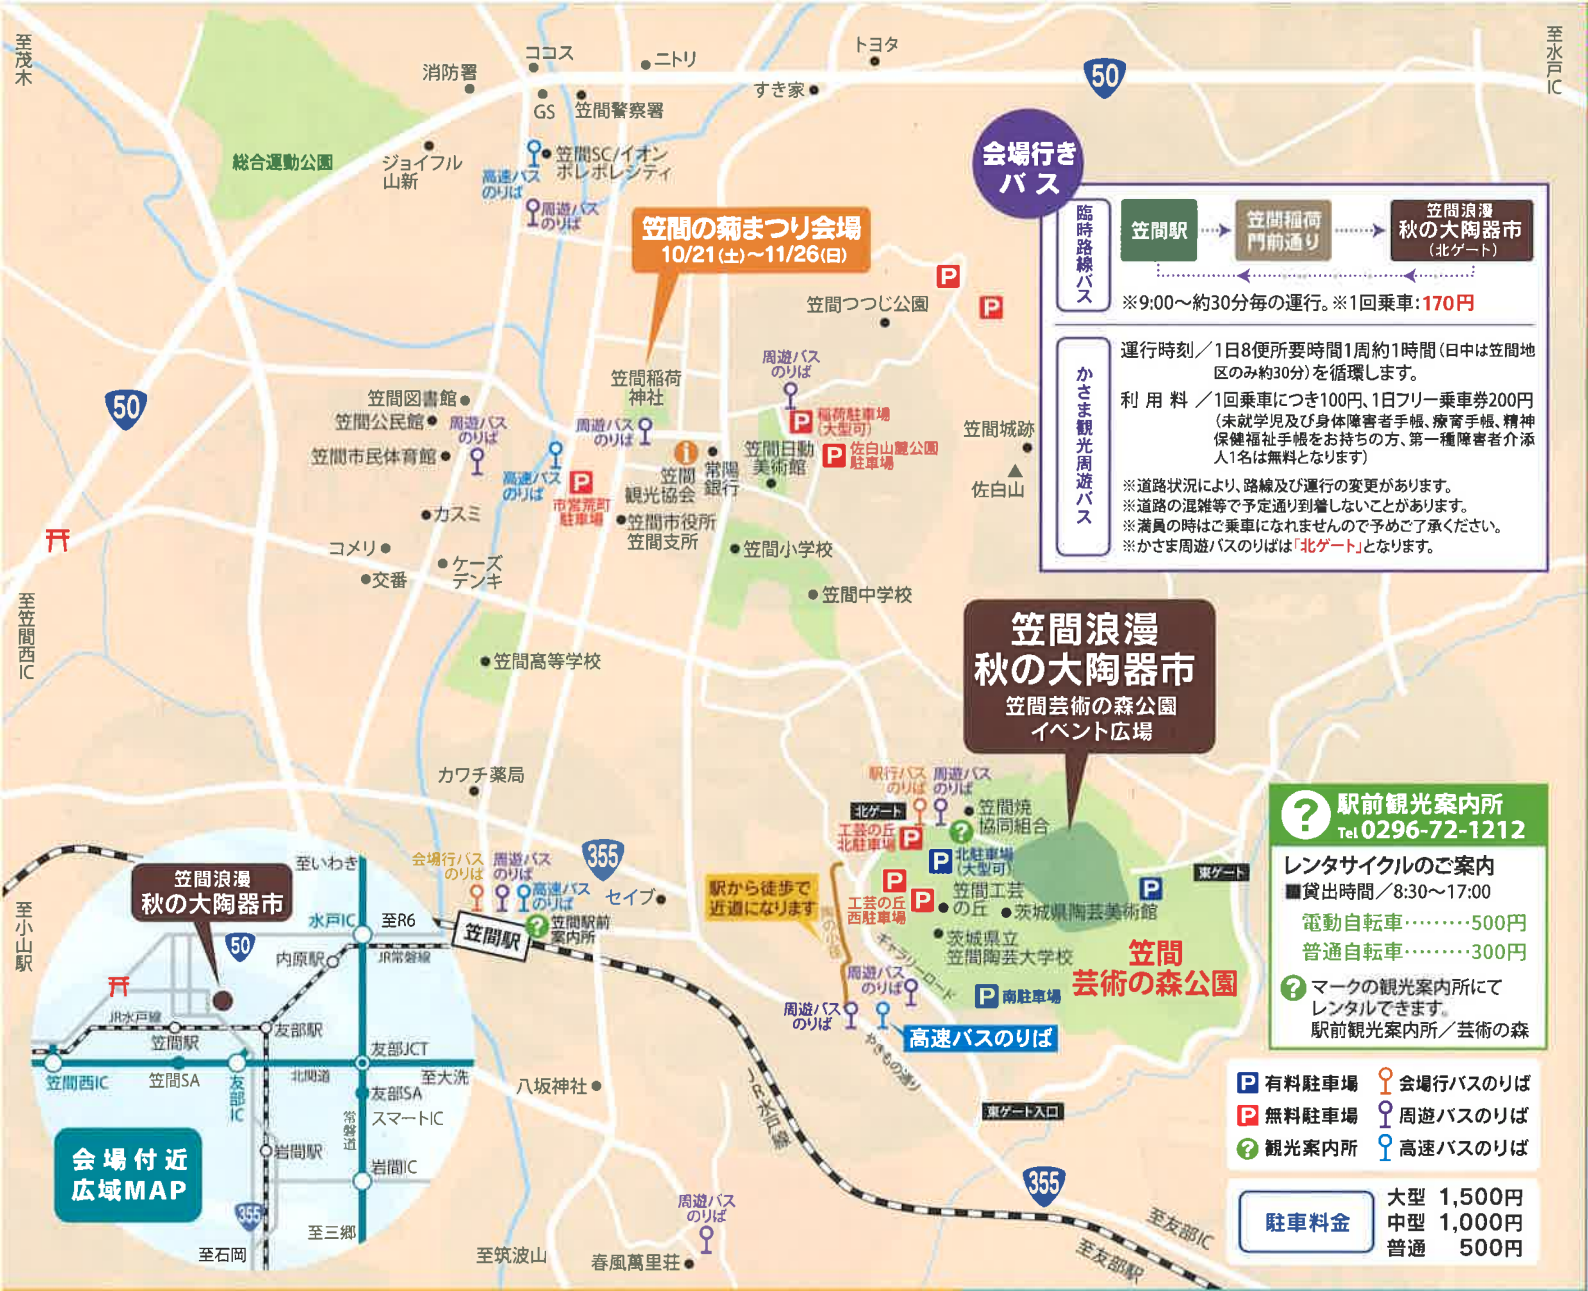 至茂木
総合運動公園
消防署
ココス
ニトリ
トヨタ
すき家
GS
笠間警察署
50
至水戸IC
ジョイフル
山新
高速バス
のりば
笠間SC/イオン
ポレポレシティ
周遊バス
のりば
笠間の菊まつり会場
10/21(土)～11/26(日)
P
P
笠間つつじ公園
会場行き
バス
臨時路線バス
笠間駅
笠間稲荷
門前通り
笠間浪漫
秋の大陶器市
(北ゲート)
※9:00～約30分毎の運行。※1回乗車：170円
かさま観光周遊バス
運行時刻／1日8便所要時間1周約1時間(日中は笠間地
区のみ約30分)を循環します。
利用料／1回乗車につき100円、1日フリー乗車券200円
(未就学児及び身体障害者手帳、療育手帳、精神
保健福祉手帳をお持ちの方、第一種障害者介添
人1名は無料となります)
※道路状況により、路線及び運行の変更があります。
※道路の混雑等で予定通り到着しないことがあります。
※満員の時はご乗車になれませんので予めご了承ください。
※かさま周遊バスのりばは「北ゲート」となります。
50
笠間図書館
笠間公民館
笠間市民体育館
周遊バス
のりば
高速バス
のりば
笠間稲荷
神社
周遊バス
のりば
周遊バス
のりば
P
稲荷駐車場
(大型可)
P
佐白山麓公園
駐車場
笠間日動
美術館
笠間城跡
佐白山
i
笠間
観光協会
常陽
銀行
P
市営荒町
駐車場
笠間市役所
笠間支所
カスミ
コメリ
交番
ケーズ
デンキ
笠間小学校
笠間中学校
至笠間西IC
笠間高等学校
笠間浪漫
秋の大陶器市
笠間芸術の森公園
イベント広場
カワチ薬局
駅行バス
のりば
周遊バス
のりば
北ゲート
笠間焼
協同組合
工芸の丘
北駐車場
P
?
P
北駐車場
(大型可)
工芸の丘
西駐車場
P
P
笠間工芸
の丘
茨城県陶芸美術館
茨城県立
笠間陶芸大学校
笠間
芸術の森公園
P
東ゲート
P
南駐車場
駅から徒歩で
近道になります
陶の小径
ギャラリーロード
周遊バス
のりば
周遊バス
のりば
高速バスのりば
やきもの通り
東ゲート入口
355
会場行バス
のりば
周遊バス
のりば
高速バス
のりば
セイブ
笠間駅
?
笠間駅前
案内所
JR水戸線
八坂神社
周遊バス
のりば
春風萬里荘
至筑波山
355
至友部IC
至友部駅
至小山駅
笠間浪漫
秋の大陶器市
至いわき
水戸IC
至R6
50
内原駅
JR常磐線
JR水戸線
笠間駅
友部駅
友部JCT
至大洗
笠間西IC
笠間SA
友部IC
北関道
友部SA
スマートIC
常磐道
岩間駅
岩間IC
355
至三郷
至石岡
会場付近
広域MAP
?
駅前観光案内所
Tel 0296-72-1212
レンタサイクルのご案内
■貸出時間／8:30～17:00
電動自転車………500円
普通自転車………300円
?
マークの観光案内所にて
レンタルできます。
駅前観光案内所／芸術の森
P 有料駐車場
会場行バスのりば
P 無料駐車場
周遊バスのりば
? 観光案内所
高速バスのりば
駐車料金
大型 1,500円
中型 1,000円
普通 500円